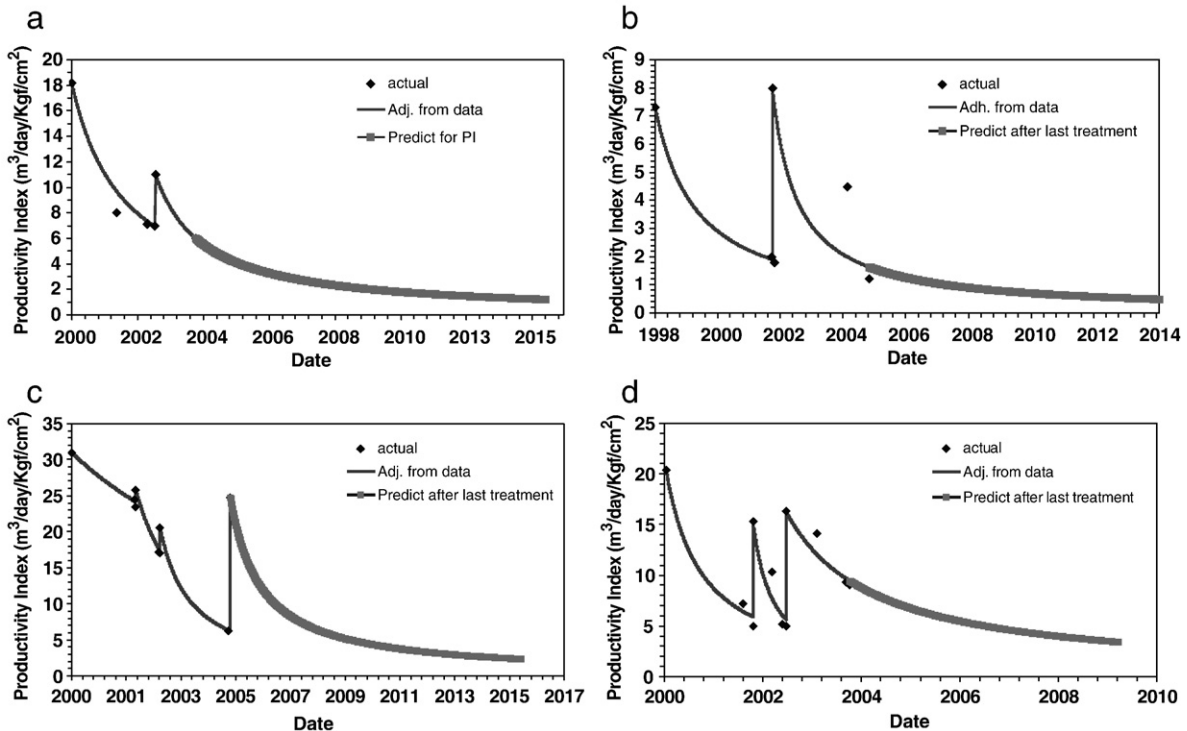 a
Productivity Index (m³/day/Kgf/cm²)
20
18
16
14
12
10
8
6
4
2
0
actual
Adj. from data
Predict for PI
2000 2002 2004 2006 2008 2010 2013 2015
Date
b
Productivity Index (m³/day/Kgf/cm²)
9
8
7
6
5
4
3
2
1
0
actual
Adh. from data
Predict after last treatment
1998 2000 2002 2004 2006 2008 2010 2012 2014
Date
c
Productivity Index (m³/day/Kgf/cm²)
35
30
25
20
15
10
5
0
actual
Adj. from data
Predict after last treatment
2000 2001 2003 2005 2007 2009 2011 2013 2015 2017
Date
d
Productivity Index (m³/day/Kgf/cm²)
25
20
15
10
5
0
actual
Adj. from data
Predict after last treatment
2000 2002 2004 2006 2008 2010
Date